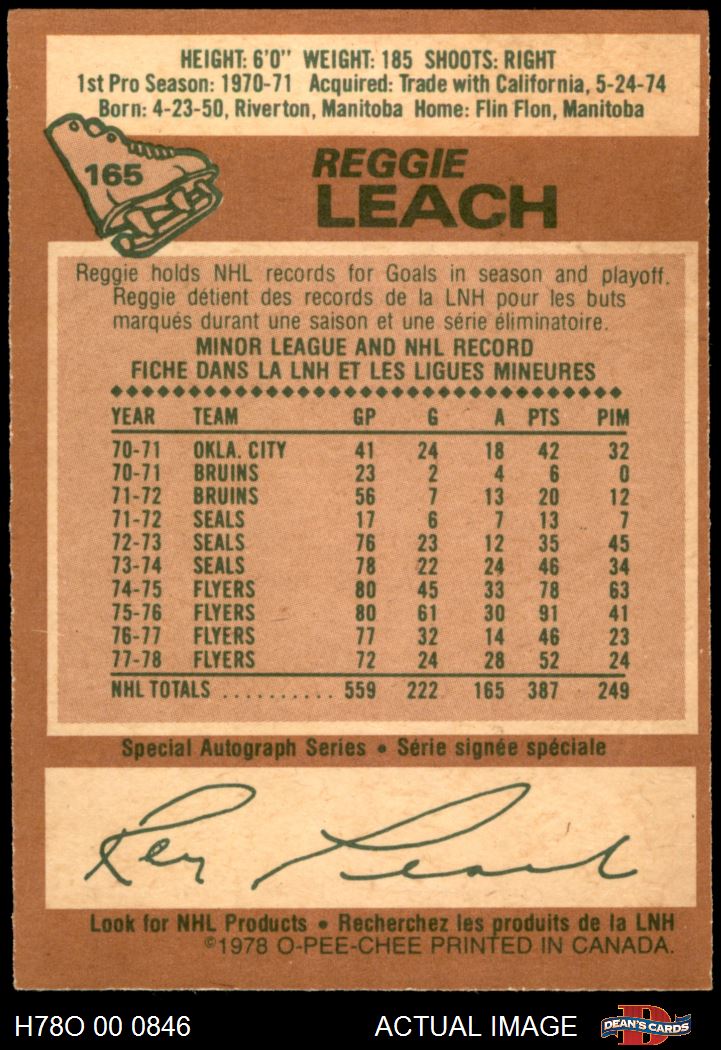 HEIGHT: 6'0" WEIGHT: 185 SHOOTS: RIGHT
1st Pro Season: 1970-71 Acquired: Trade with California, 5-24-74
Born: 4-23-50, Riverton, Manitoba Home: Flin Flon, Manitoba
165
REGGIE
LEACH
Reggie holds NHL records for Goals in season and playoff.
Reggie détient des records de la LNH pour les buts
marqués durant une saison et une série éliminatoire.
MINOR LEAGUE AND NHL RECORD
FICHE DANS LA LNH ET LES LIGUES MINEURES
YEAR TEAM GP G A PTS PIM
70-71 OKLA. CITY 41 24 18 42 32
70-71 BRUINS 23 2 4 6 0
71-72 BRUINS 56 7 13 20 12
71-72 SEALS 17 6 7 13 7
72-73 SEALS 76 23 12 35 45
73-74 SEALS 78 22 24 46 34
74-75 FLYERS 80 45 33 78 63
75-76 FLYERS 80 61 30 91 41
76-77 FLYERS 77 32 14 46 23
77-78 FLYERS 72 24 28 52 24
NHL TOTALS .......... 559 222 165 387 249
Special Autograph Series • Série signée spéciale
Reg Leach
Look for NHL Products • Recherchez les produits de la LNH
©1978 O-PEE-CHEE PRINTED IN CANADA.
H78O 00 0846 ACTUAL IMAGE D DEAN'S CARDS